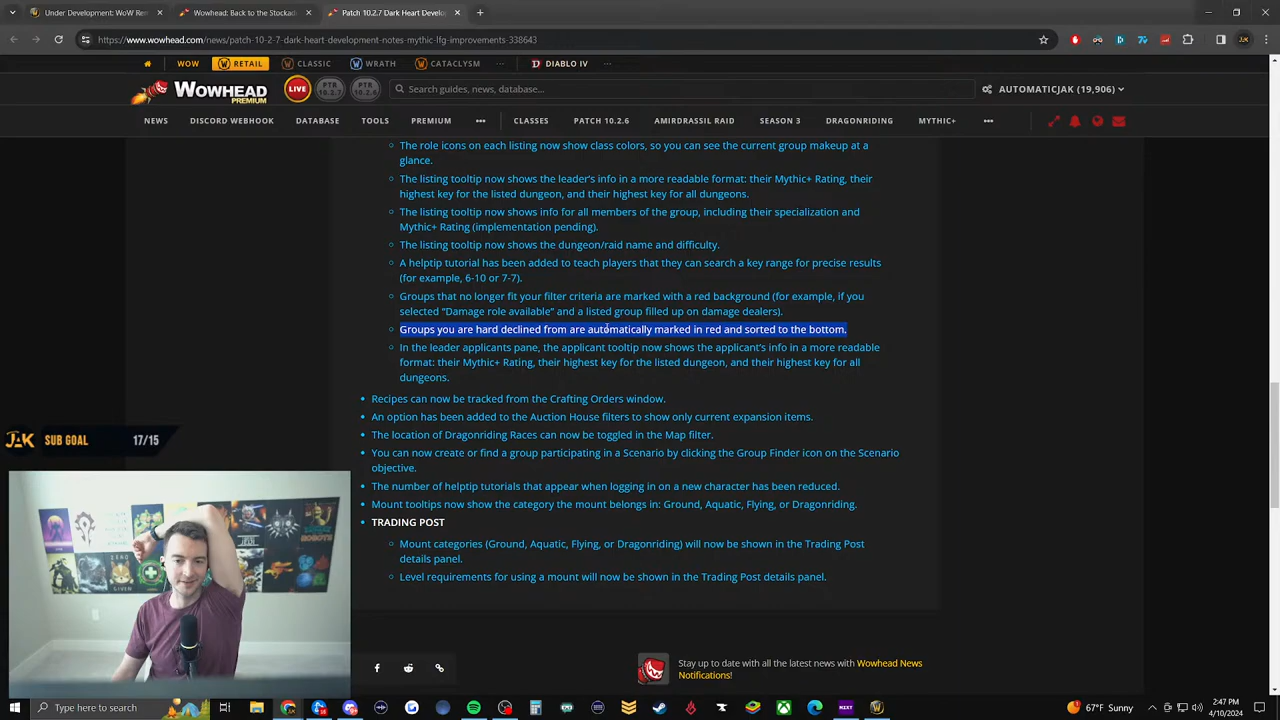 Under Development: WoW R
Wowhead: Back to the Stockad
Patch 10.2.7 Dark Heart Develo
https://www.wowhead.com/news/patch-10-2-7-dark-heart-development-notes-mythic-lfg-improvements-338643
WOW RETAIL CLASSIC WRATH CATACLYSM ... DIABLO IV ...
WOWHEAD PREMIUM LIVE PTR 10.2.7 PTR 10.2.6 Search guides, news, database... AUTOMATICJAK (19,906)
NEWS DISCORD WEBHOOK DATABASE TOOLS PREMIUM ... CLASSES PATCH 10.2.6 AMIRDRASSIL RAID SEASON 3 DRAGONRIDING MYTHIC+ ...
The role icons on each listing now show class colors, so you can see the current group makeup at a
glance.
The listing tooltip now shows the leader's info in a more readable format: their Mythic+ Rating, their
highest key for the listed dungeon, and their highest key for all dungeons.
The listing tooltip now shows info for all members of the group, including their specialization and
Mythic+ Rating (implementation pending).
The listing tooltip now shows the dungeon/raid name and difficulty.
A helptip tutorial has been added to teach players that they can search a key range for precise results
(for example, 6-10 or 7-7).
Groups that no longer fit your filter criteria are marked with a red background (for example, if you
selected "Damage role available" and a listed group filled up on damage dealers).
Groups you are hard declined from are automatically marked in red and sorted to the bottom.
In the leader applicants pane, the applicant tooltip now shows the applicant's info in a more readable
format: their Mythic+ Rating, their highest key for the listed dungeon, and their highest key for all
dungeons.
Recipes can now be tracked from the Crafting Orders window.
An option has been added to the Auction House filters to show only current expansion items.
The location of Dragonriding Races can now be toggled in the Map filter.
You can now create or find a group participating in a Scenario by clicking the Group Finder icon on the Scenario
objective.
The number of helptip tutorials that appear when logging in on a new character has been reduced.
Mount tooltips now show the category the mount belongs in: Ground, Aquatic, Flying, or Dragonriding.
TRADING POST
Mount categories (Ground, Aquatic, Flying, or Dragonriding) will now be shown in the Trading Post
details panel.
Level requirements for using a mount will now be shown in the Trading Post details panel.
JAK SUB GOAL 17/15
Stay up to date with all the latest news with Wowhead News
Notifications!
Type here to search
67°F Sunny
2:47 PM
4/10/2024